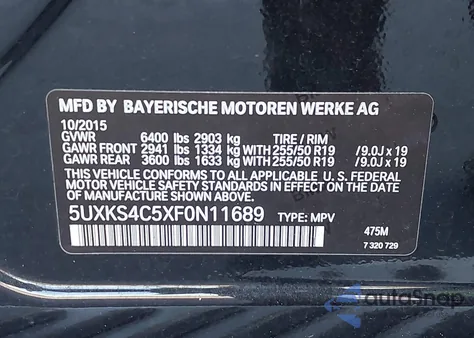 MFD BY BAYERISCHE MOTOREN WERKE AG
10/2015
GVWR 6400 lbs 2903 kg TIRE / RIM
GAWR FRONT 2941 lbs 1334 kg WITH 255/50 R19 /9.0J x 19
GAWR REAR 3600 lbs 1633 kg WITH 255/50 R19 /9.0J x 19
THIS VEHICLE CONFORMS TO ALL APPLICABLE U.S. FEDERAL
MOTOR VEHICLE SAFETY STANDARDS IN EFFECT ON THE DATE
OF MANUFACTURE SHOWN ABOVE.
5UXKS4C5XF0N11689 TYPE: MPV
475M
7 320 729
autoSnap